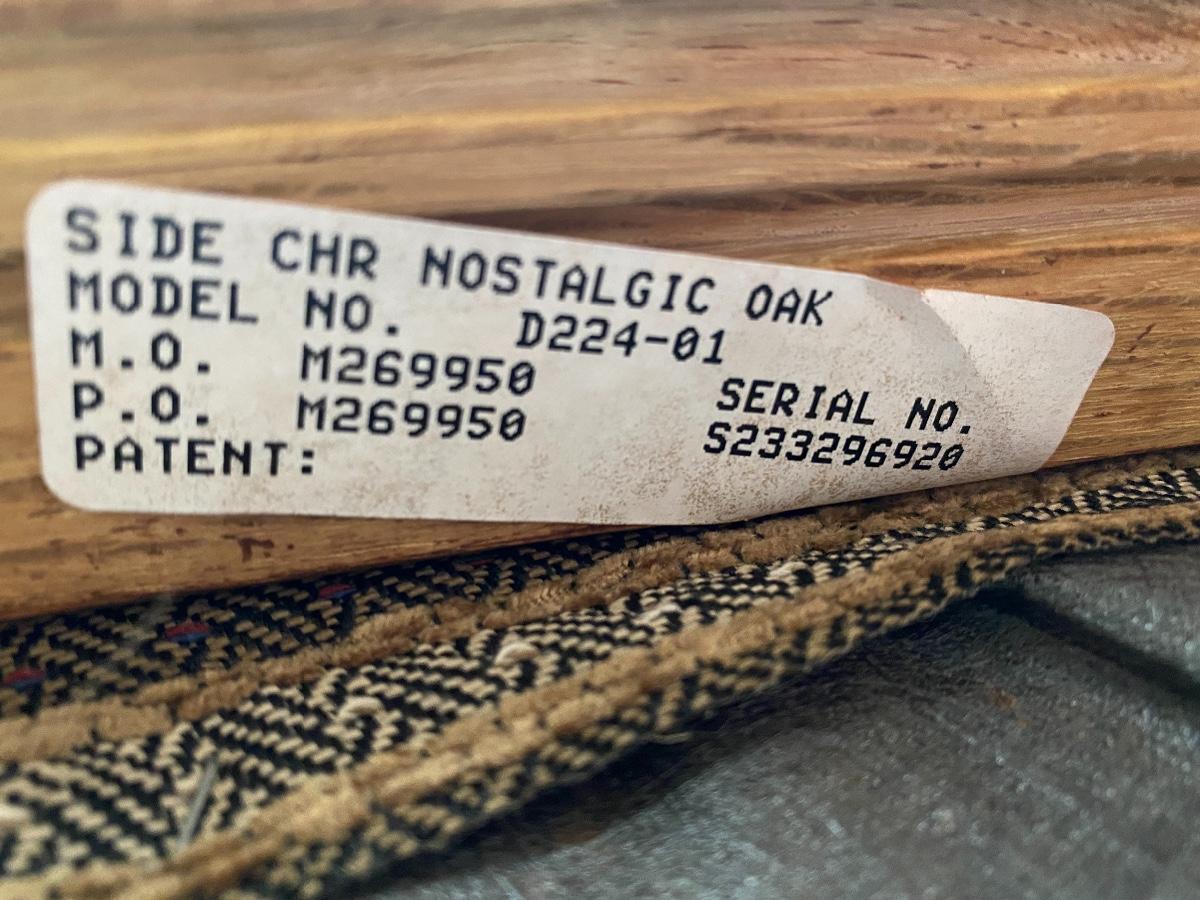 SIDE CHR NOSTALGIC OAK
MODEL NO. D224-01
M.O. M269950 SERIAL NO.
P.O. M269950 S233296920
PATENT: